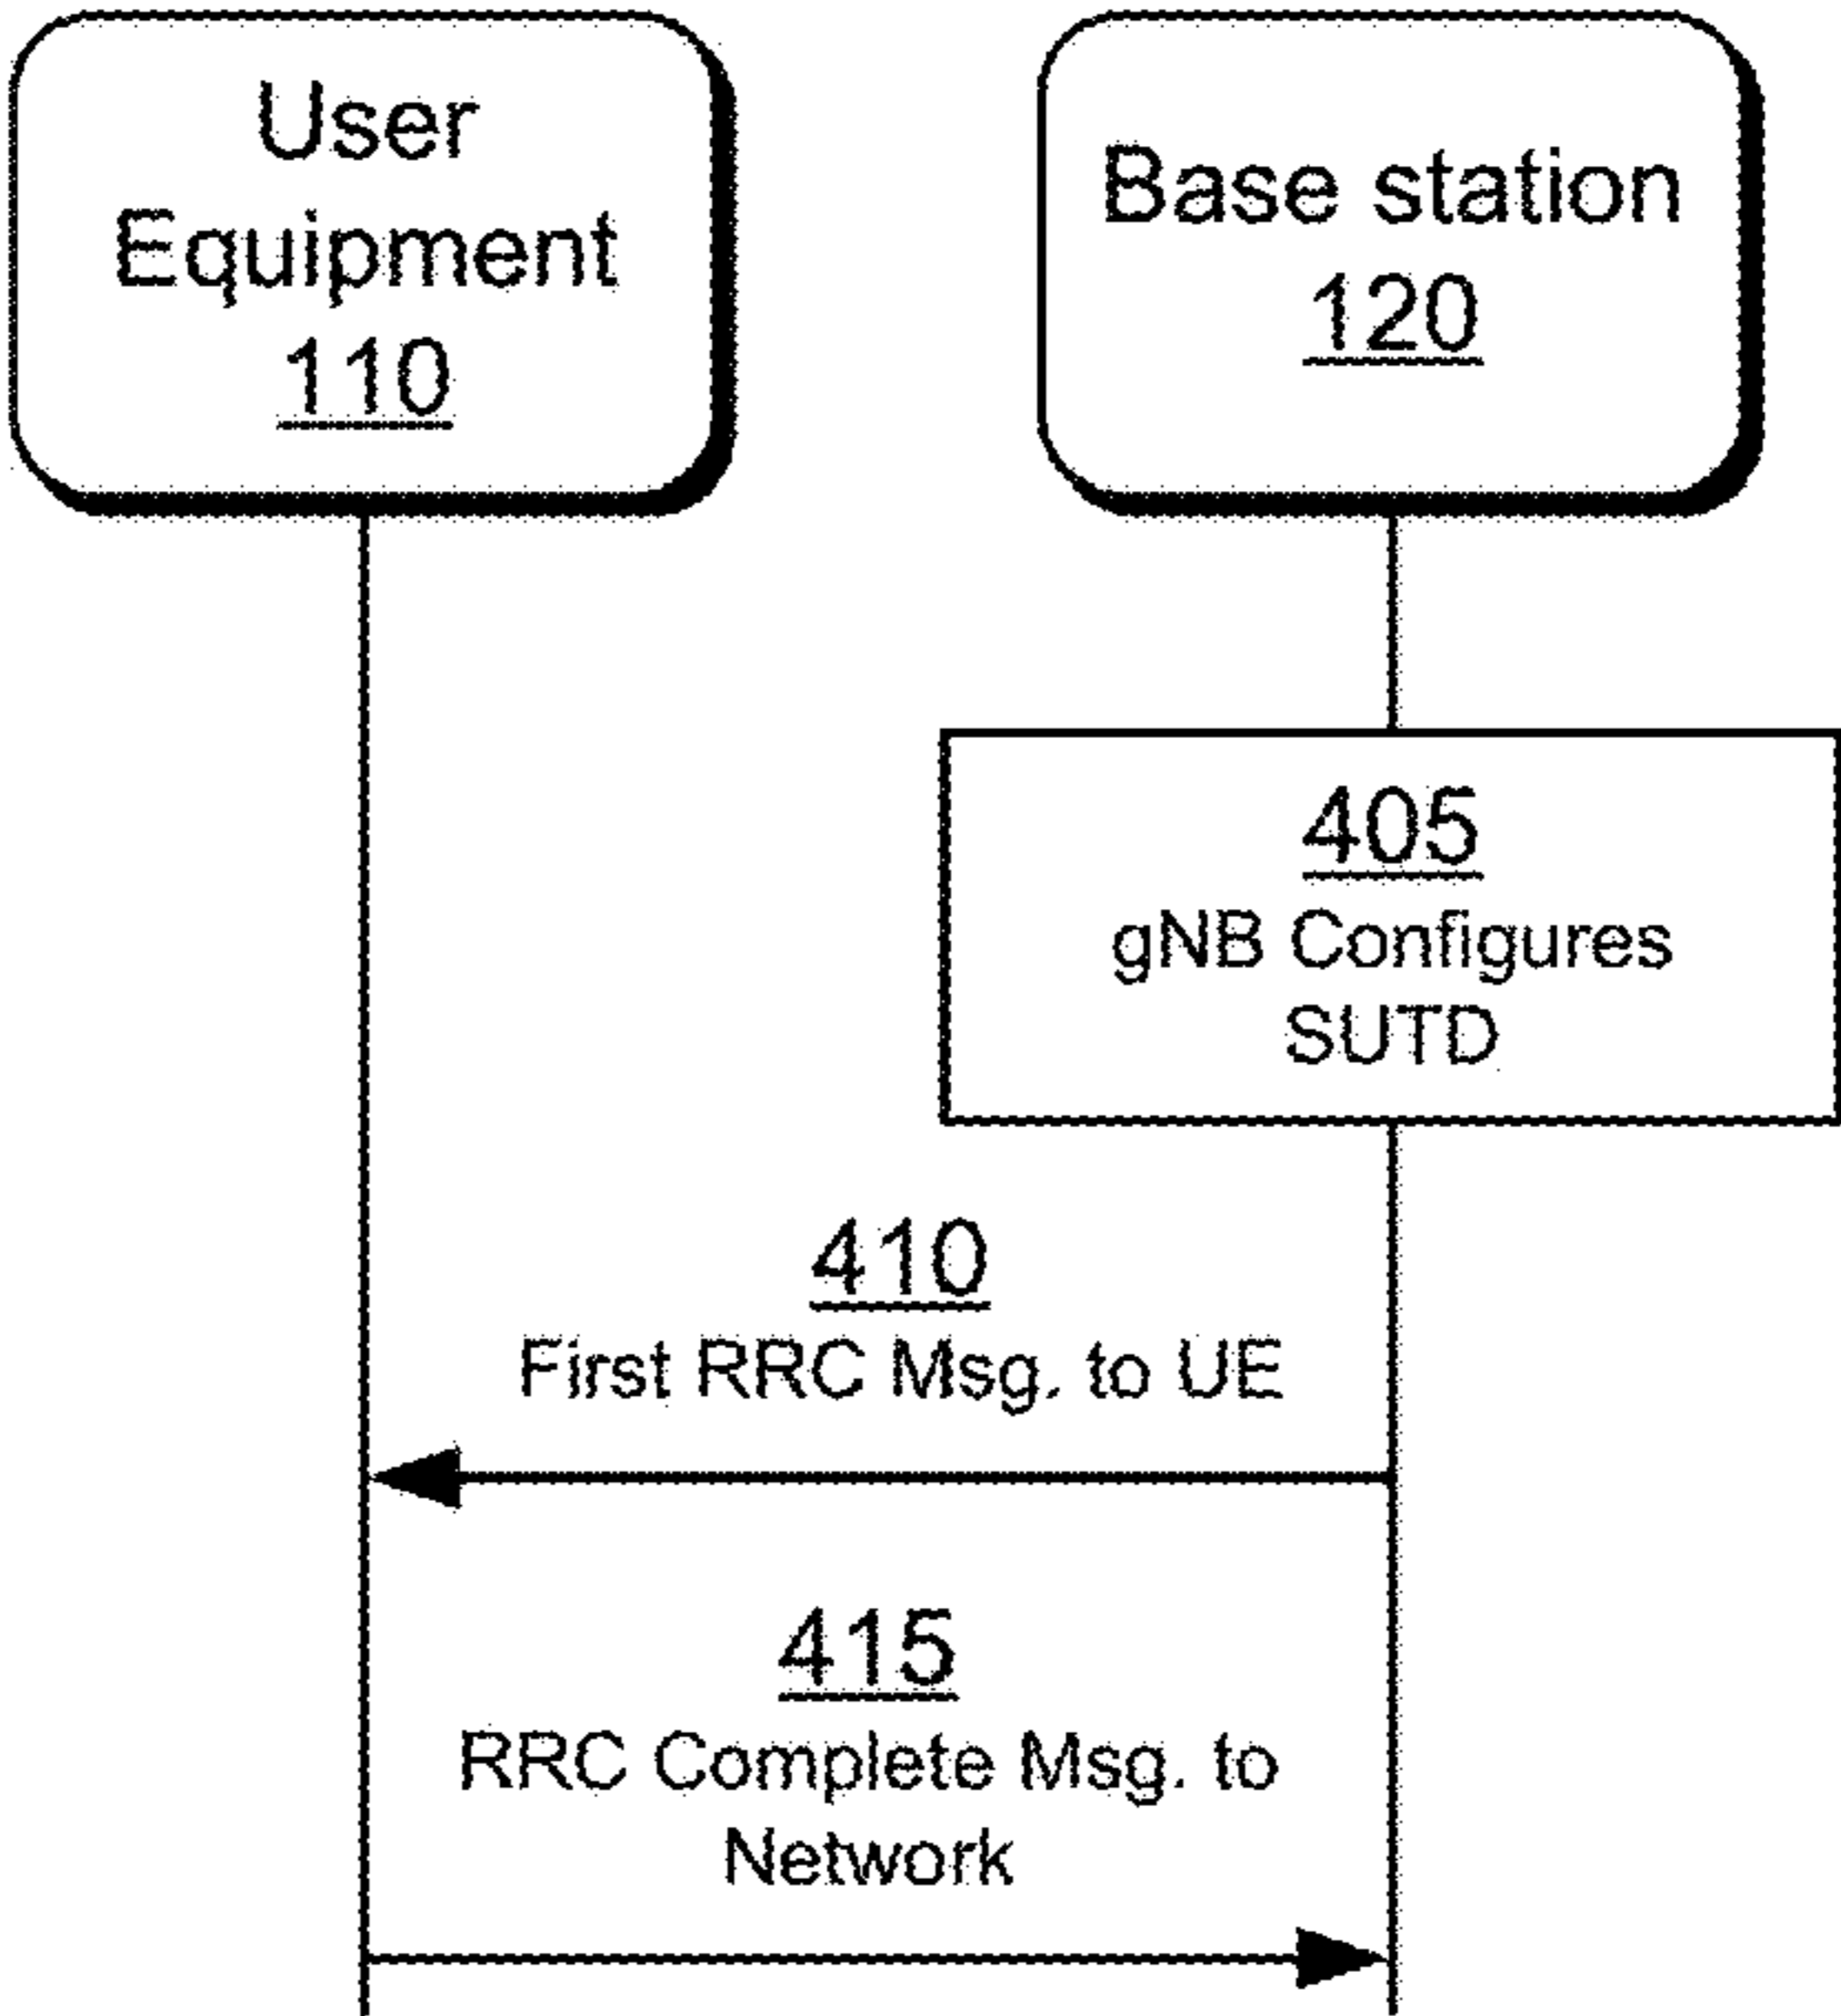 User
Equipment
110
Base station
120
405
gNB Configures
SUTD
410
First RRC Msg. to UE
415
RRC Complete Msg. to
Network